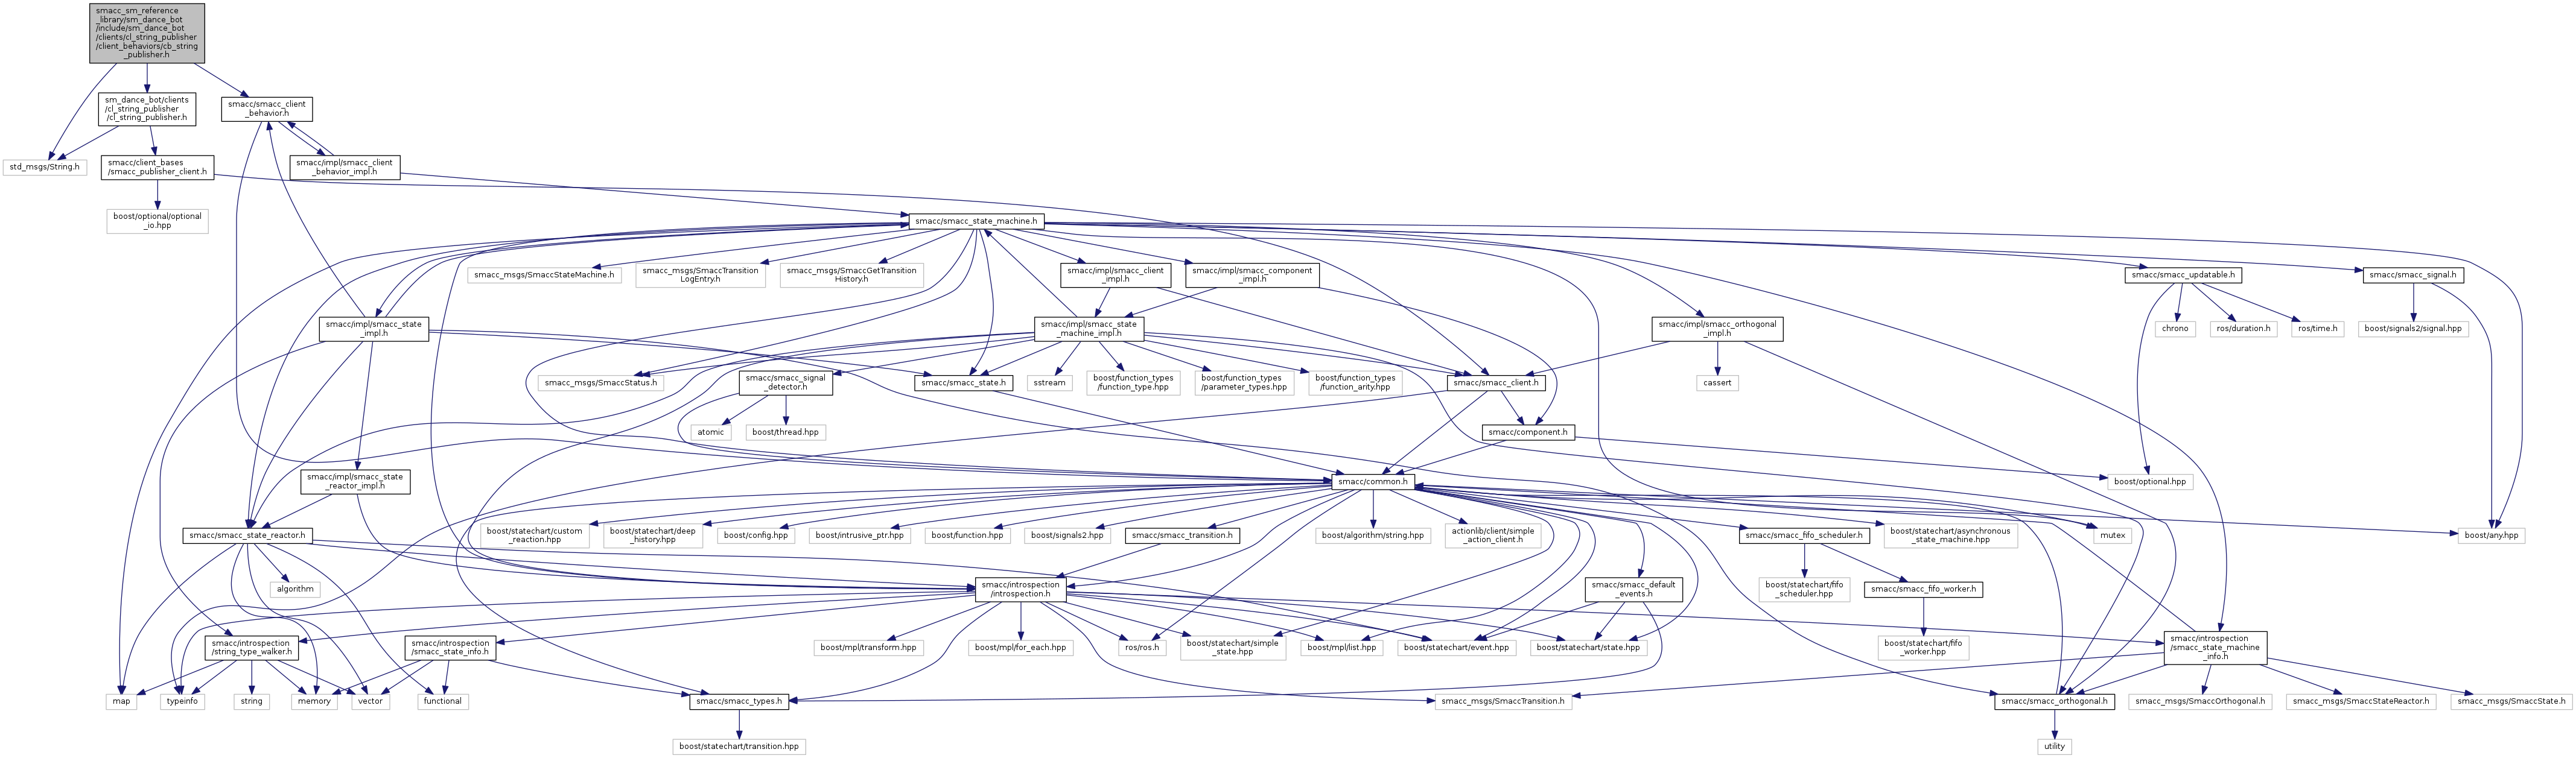 smacc_sm_reference
_library/sm_dance_bot
/include/sm_dance_bot
/clients/cl_string_publisher
/client_behaviors/cb_string
_publisher.h
sm_dance_bot/clients
/cl_string_publisher
/cl_string_publisher.h
smacc/smacc_client
_behavior.h
std_msgs/String.h
smacc/client_bases
/smacc_publisher_client.h
smacc/impl/smacc_client
_behavior_impl.h
boost/optional/optional
_io.hpp
smacc/smacc_state_machine.h
smacc_msgs/SmaccStateMachine.h
smacc_msgs/SmaccTransition
LogEntry.h
smacc_msgs/SmaccGetTransition
History.h
smacc/impl/smacc_client
_impl.h
smacc/impl/smacc_component
_impl.h
smacc/smacc_updatable.h
smacc/smacc_signal.h
smacc/impl/smacc_state
_impl.h
smacc/impl/smacc_state
_machine_impl.h
smacc/impl/smacc_orthogonal
_impl.h
chrono
ros/duration.h
ros/time.h
boost/signals2/signal.hpp
smacc_msgs/SmaccStatus.h
smacc/smacc_signal
_detector.h
smacc/smacc_state.h
sstream
boost/function_types
/function_type.hpp
boost/function_types
/parameter_types.hpp
boost/function_types
/function_arity.hpp
smacc/smacc_client.h
cassert
atomic
boost/thread.hpp
smacc/component.h
smacc/impl/smacc_state
_reactor_impl.h
smacc/common.h
boost/optional.hpp
smacc/smacc_state_reactor.h
boost/statechart/custom
_reaction.hpp
boost/statechart/deep
_history.hpp
boost/config.hpp
boost/intrusive_ptr.hpp
boost/function.hpp
boost/signals2.hpp
smacc/smacc_transition.h
boost/algorithm/string.hpp
actionlib/client/simple
_action_client.h
smacc/smacc_fifo_scheduler.h
boost/statechart/asynchronous
_state_machine.hpp
mutex
boost/any.hpp
algorithm
smacc/introspection
/introspection.h
smacc/smacc_default
_events.h
boost/statechart/fifo
_scheduler.hpp
smacc/smacc_fifo_worker.h
smacc/introspection
/string_type_walker.h
smacc/introspection
/smacc_state_info.h
boost/mpl/transform.hpp
boost/mpl/for_each.hpp
ros/ros.h
boost/statechart/simple
_state.hpp
boost/mpl/list.hpp
boost/statechart/event.hpp
boost/statechart/state.hpp
boost/statechart/fifo
_worker.hpp
smacc/introspection
/smacc_state_machine
_info.h
map
typeinfo
string
memory
vector
functional
smacc/smacc_types.h
smacc_msgs/SmaccTransition.h
smacc/smacc_orthogonal.h
smacc_msgs/SmaccOrthogonal.h
smacc_msgs/SmaccStateReactor.h
smacc_msgs/SmaccState.h
boost/statechart/transition.hpp
utility